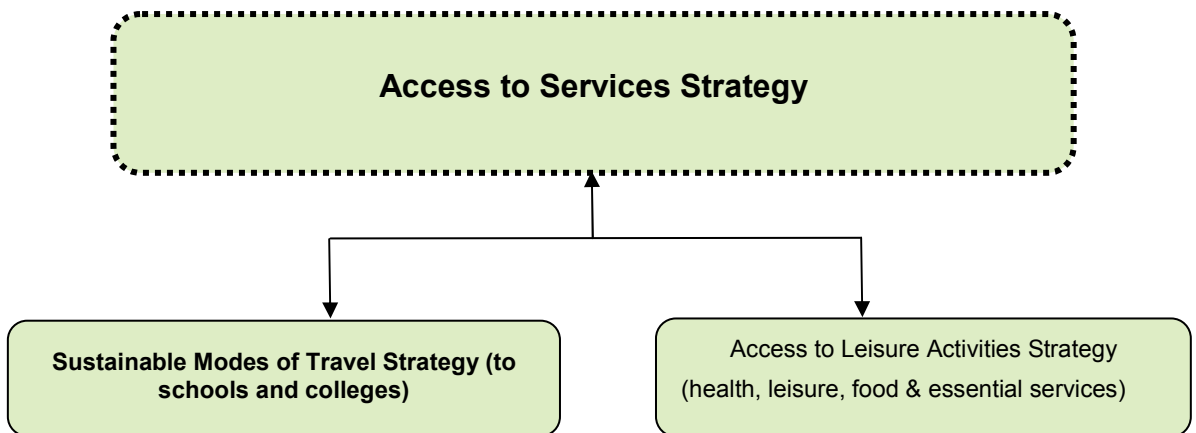 Access to Services Strategy
Sustainable Modes of Travel Strategy (to
schools and colleges)
Access to Leisure Activities Strategy
(health, leisure, food & essential services)